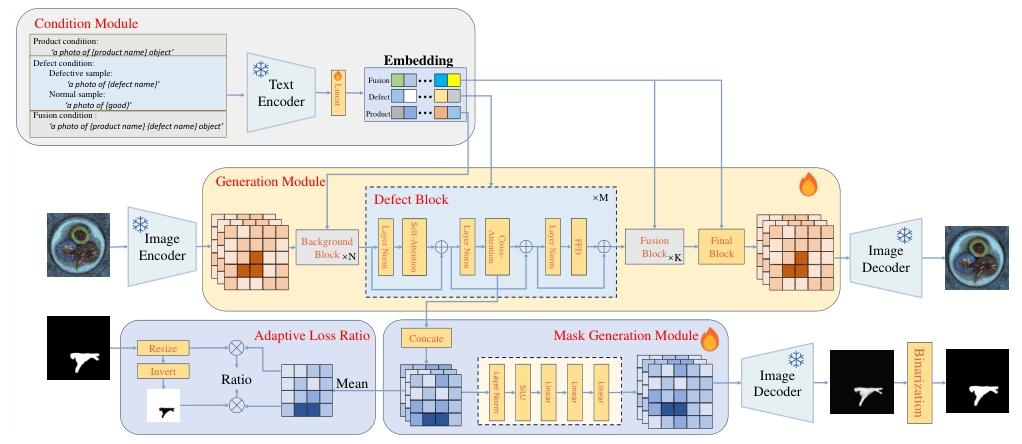 Condition Module
Product condition:
'a photo of {product name} object'
Defect condition:
Defective sample:
'a photo of {defect name}'
Normal sample:
'a photo of {good}'
Fusion condition :
'a photo of {product name} {defect name} object'
Text
Encoder
Linear
Embedding
Fusion
Defect
Product
Generation Module
Image
Encoder
Background
Block ×N
Defect Block
×M
Layer Norm
Self-Attention
Layer Norm
Cross-
Attention
Layer Norm
FFD
Fusion
Block ×K
Final
Block
Image
Decoder
Adaptive Loss Ratio
Resize
Invert
Ratio
Mean
Mask Generation Module
Concate
Layer Norm
SiLU
Linear
Linear
Linear
Image
Decoder
Binarization